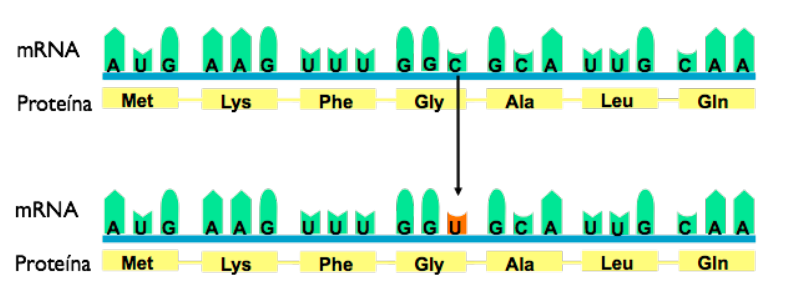 mRNA A U G A A G U U U G G C G C A U U G C A A
Proteína Met Lys Phe Gly Ala Leu Gln
mRNA A U G A A G U U U G G U G C A U U G C A A
Proteína Met Lys Phe Gly Ala Leu Gln